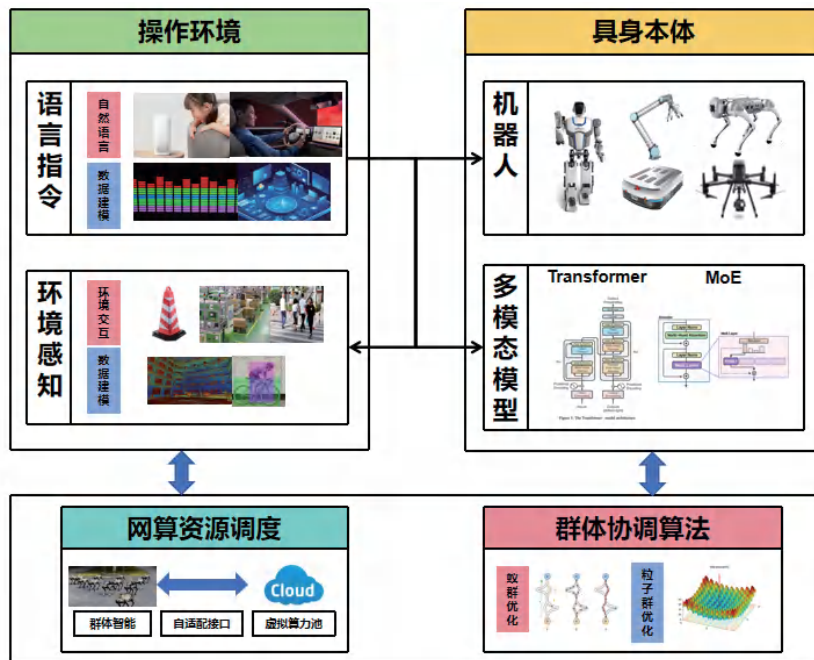 操作环境
具身本体
语言指令
自然语言
数据建模
机器人
环境感知
环境交互
数据建模
多模态模型
Transformer
MoE
网算资源调度
群体协调算法
Cloud
群体智能
自适配接口
虚拟算力池
蚁群优化
粒子群优化